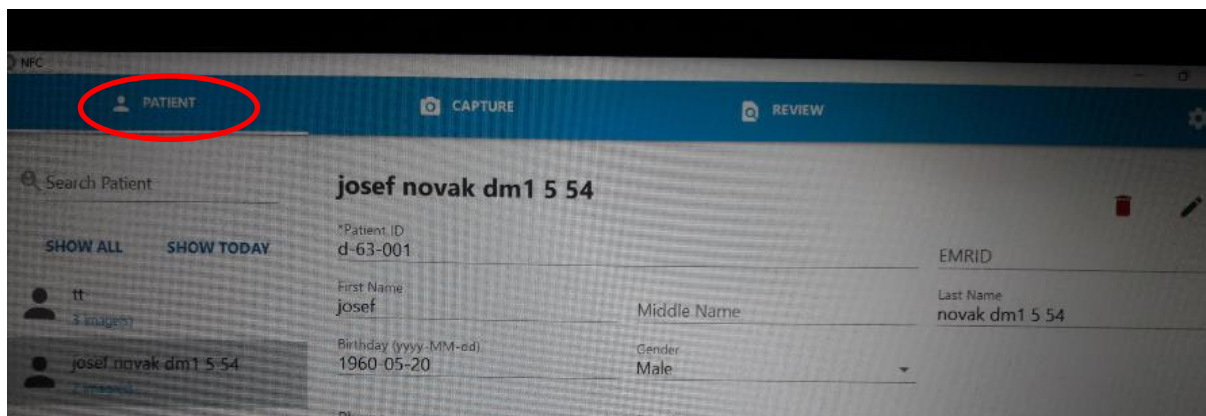 NFC
PATIENT
CAPTURE
REVIEW
Search Patient
SHOW ALL
SHOW TODAY
tt
3 image(s)
josef novak dm1 5 54
josef novak dm1 5 54
*Patient ID
d-63-001
EMRID
First Name
josef
Middle Name
Last Name
novak dm1 5 54
Birthday (yyyy-MM-dd)
1960-05-20
Gender
Male